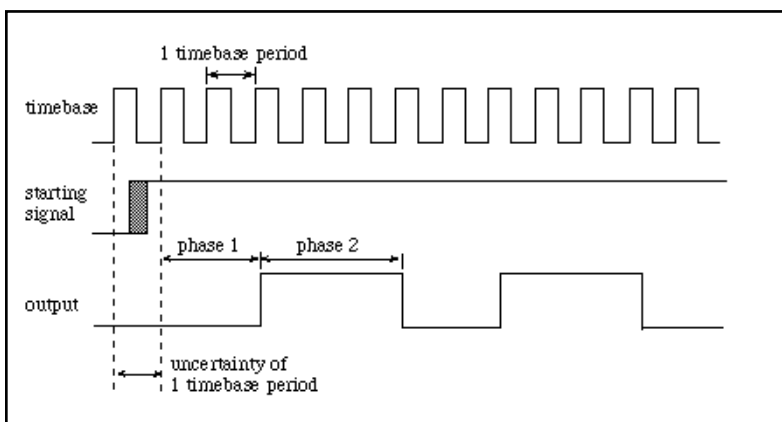 1 timebase period
timebase
starting
signal
phase 1
phase 2
output
uncertainty of
1 timebase period